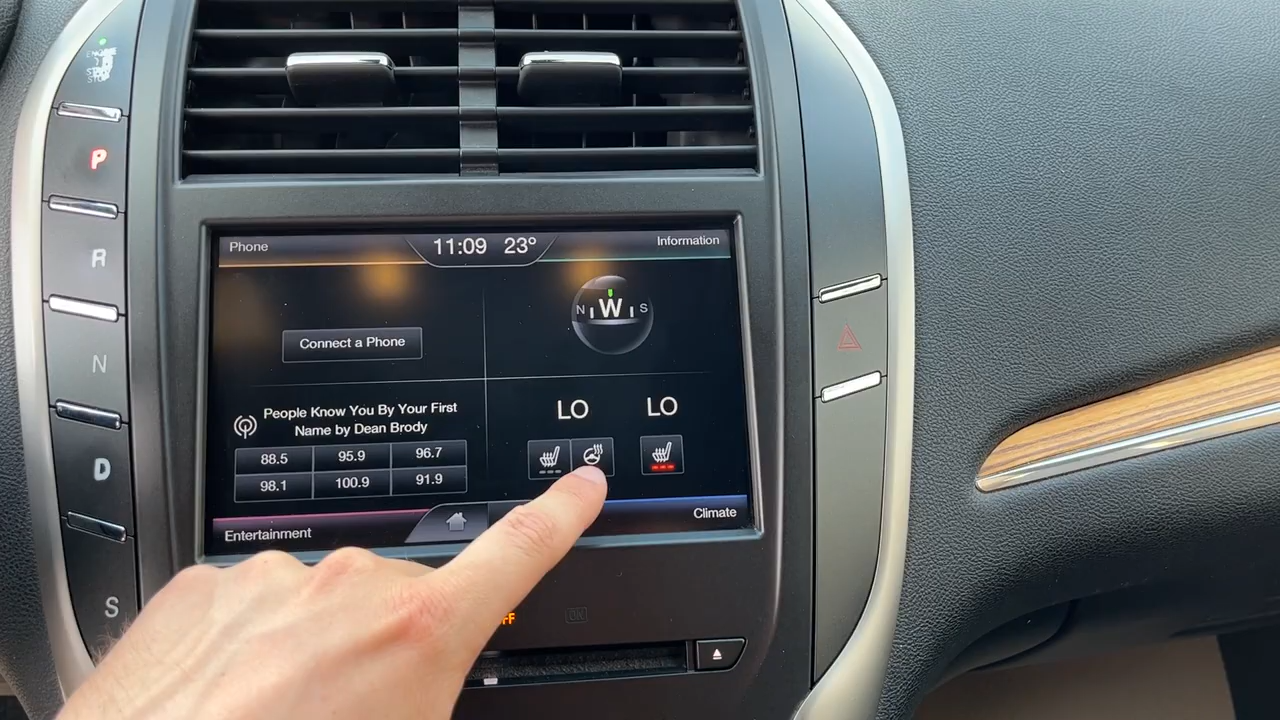 P
R
N
D
S
Phone
11:09 23°
Information
N W S
Connect a Phone
People Know You By Your First
Name by Dean Brody
88.5 95.9 96.7
98.1 100.9 91.9
LO LO
Entertainment
Climate